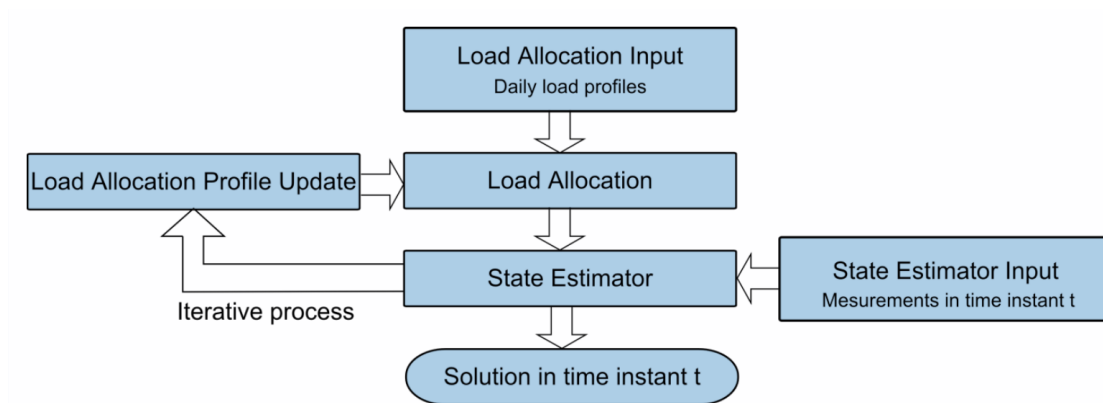 Load Allocation Input
Daily load profiles
Load Allocation Profile Update
Load Allocation
State Estimator
State Estimator Input
Mesurements in time instant t
Iterative process
Solution in time instant t